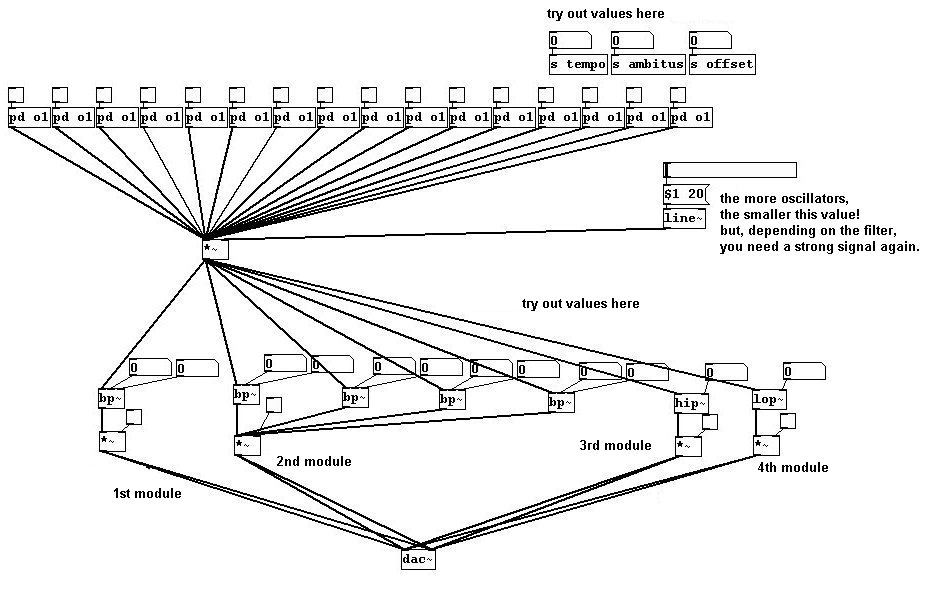 try out values here
0 0 0
s tempo s ambitus s offset
pd o1 pd o1 pd o1 pd o1 pd o1 pd o1 pd o1 pd o1 pd o1 pd o1 pd o1 pd o1 pd o1 pd o1 pd o1 pd o1
$1 20
line~
the more oscillators,
the smaller this value!
but, depending on the filter,
you need a strong signal again.
*~
try out values here
0 0 0 0 0 0 0 0 0 0 0 0
bp~ bp~ bp~ bp~ bp~ hip~ lop~
*~ *~ *~ *~
1st module
2nd module
3rd module
4th module
dac~